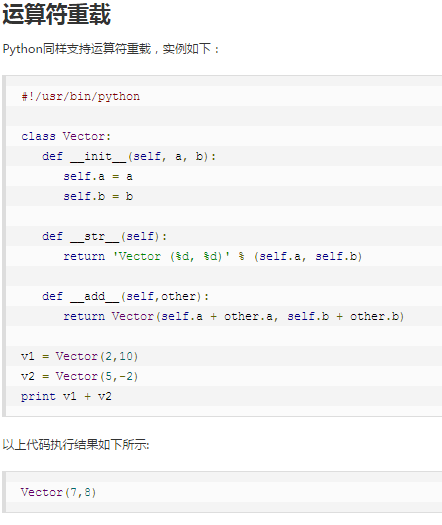 运算符重载
Python同样支持运算符重载，实例如下：
#!/usr/bin/python
class Vector:
   def __init__(self, a, b):
      self.a = a
      self.b = b
   def __str__(self):
      return 'Vector (%d, %d)' % (self.a, self.b)
   def __add__(self,other):
      return Vector(self.a + other.a, self.b + other.b)
v1 = Vector(2,10)
v2 = Vector(5,-2)
print v1 + v2
以上代码执行结果如下所示:
Vector(7,8)